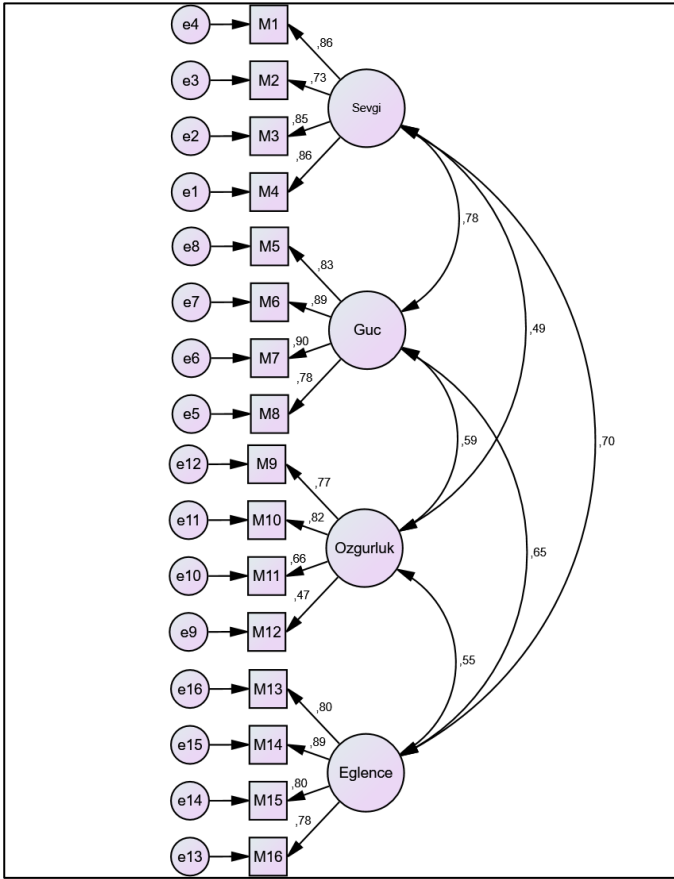 e4 M1
,86
e3 M2 ,73
Sevgi
e2 M3 ,85
,86
e1 M4
,78
e8 M5
,83
e7 M6 ,89
Guc
,49
e6 M7 ,90
,78
e5 M8
,59
,70
e12 M9
,77
e11 M10 ,82
Ozgurluk
,65
e10 M11 ,66
,47
e9 M12
,55
e16 M13
,80
e15 M14 ,89
Eglence
e14 M15 ,80
,78
e13 M16